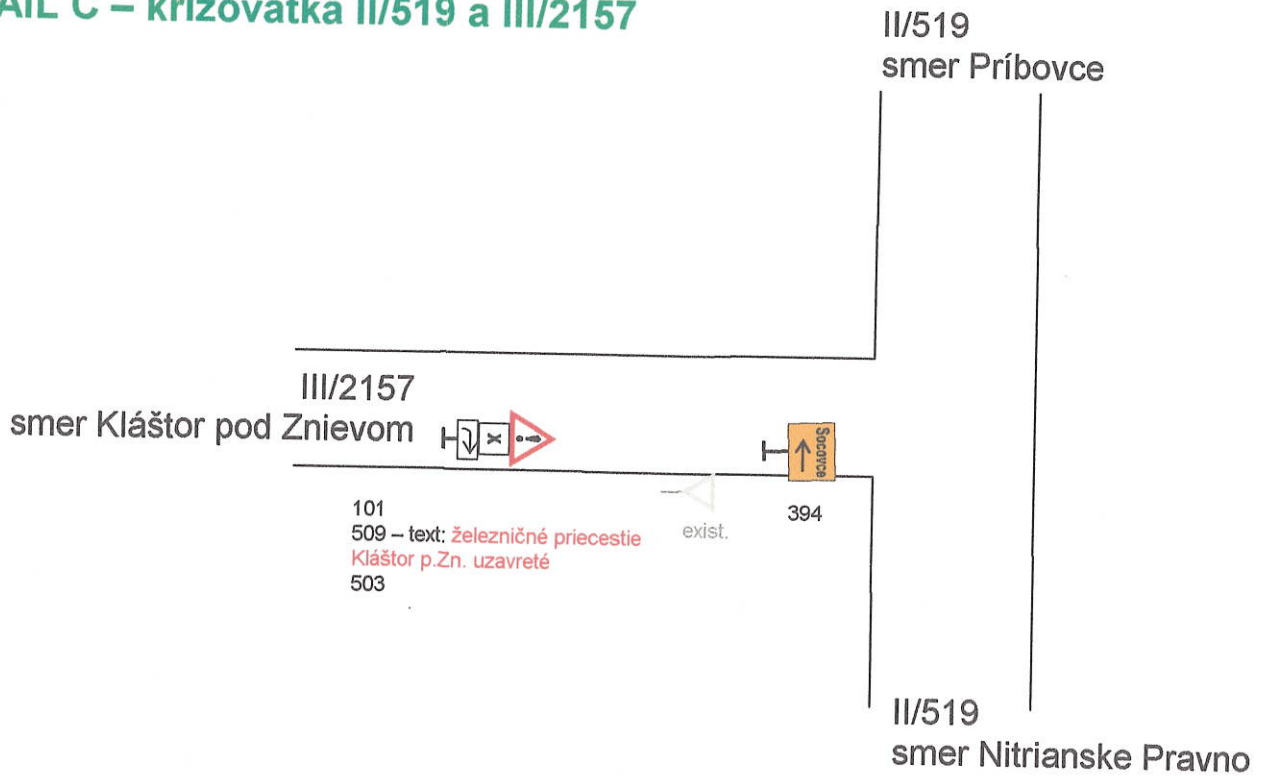 AIL C – križovatka II/519 a III/2157
II/519
smer Príbovce
III/2157
smer Kláštor pod Znievom
X
Socovce
101
509 – text: železničné priecestie
Kláštor p.Zn. uzavreté
503
exist.
394
II/519
smer Nitrianske Pravno